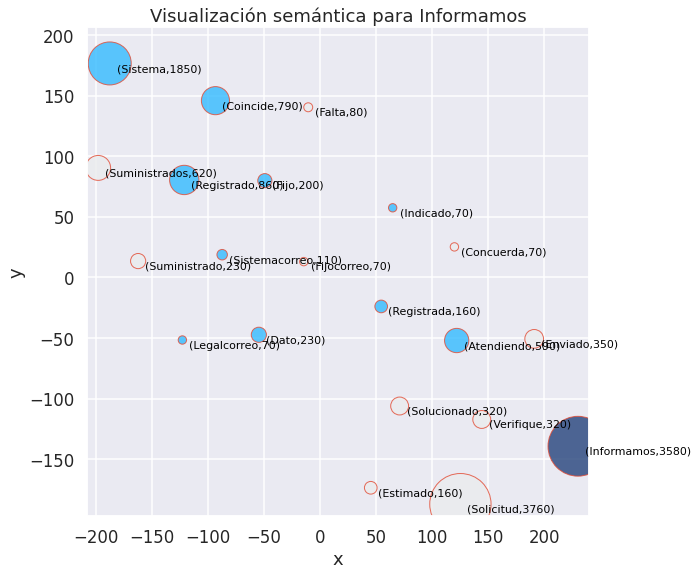 Visualización semántica para Informamos
200
150
100
50
0
−50
−100
−150
y
(Sistema,1850)
(Coincide,790)
(Falta,80)
(Suministrados,620)
(Registrado,860)
(Fijo,200)
(Indicado,70)
(Concuerda,70)
(Sistemacorreo,110)
(Suministrado,230)
(Fijocorreo,70)
(Registrada,160)
(Legalcorreo,70)
(Dato,230)
(Atendiendo,590)
(Enviado,350)
(Solucionado,320)
(Verifique,320)
(Informamos,3580)
(Estimado,160)
(Solicitud,3760)
−200
−150
−100
−50
0
50
100
150
200
x